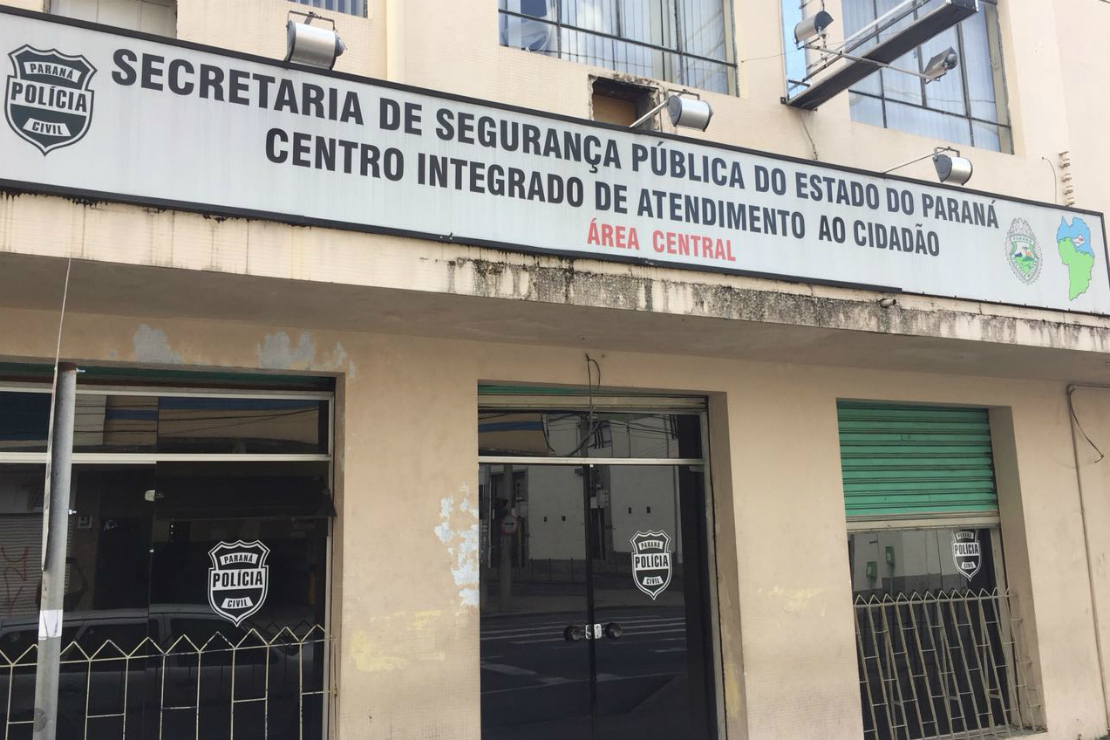 PARANÁ
POLÍCIA
CIVIL
SECRETARIA DE SEGURANÇA PÚBLICA DO ESTADO DO PARANÁ
CENTRO INTEGRADO DE ATENDIMENTO AO CIDADÃO
ÁREA CENTRAL
PARANÁ
POLÍCIA
CIVIL
PARANÁ
POLÍCIA
CIVIL
PARANÁ
POLÍCIA
CIVIL